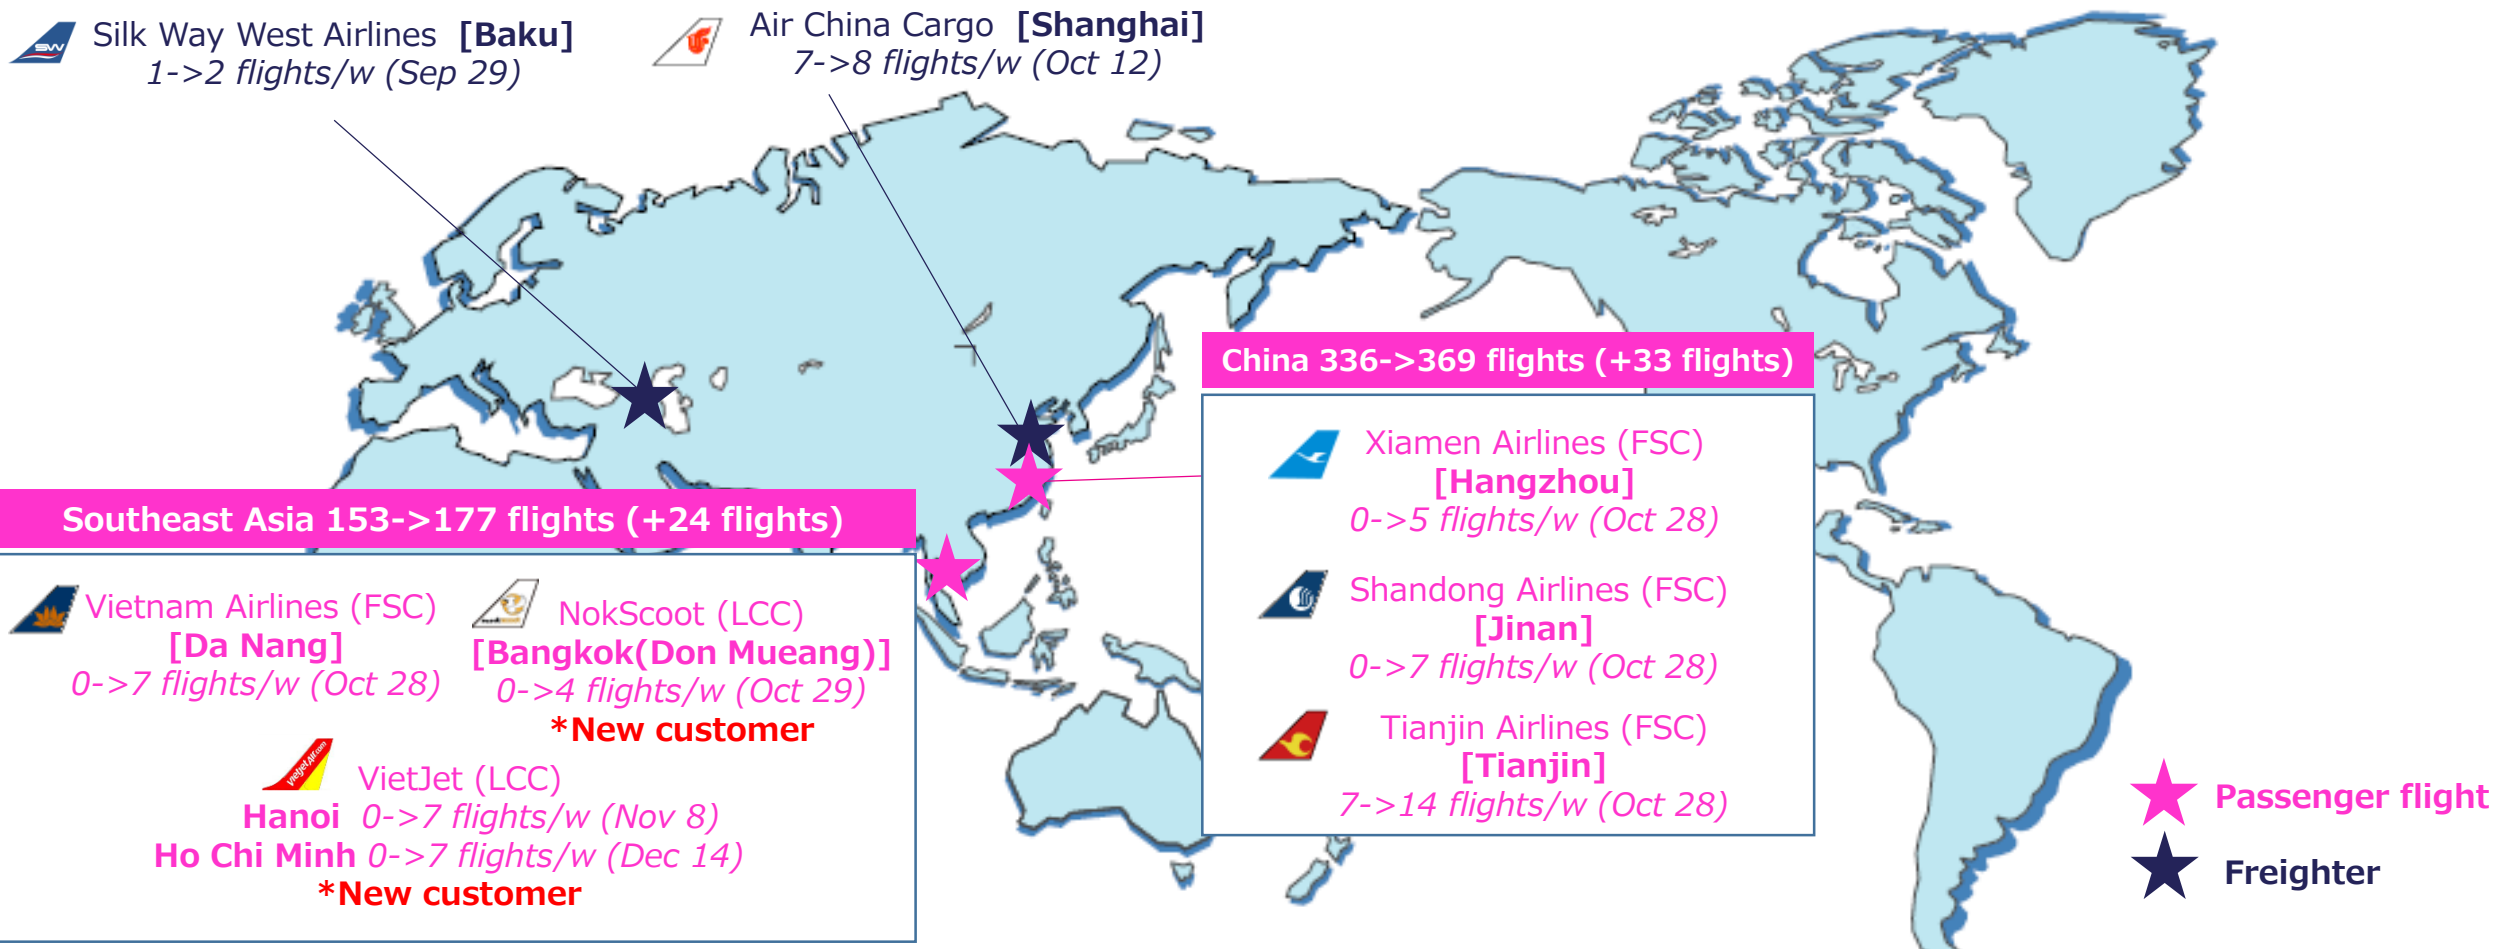 Silk Way West Airlines [Baku]
1->2 flights/w (Sep 29)
Air China Cargo [Shanghai]
7->8 flights/w (Oct 12)
China 336->369 flights (+33 flights)
Xiamen Airlines (FSC)
[Hangzhou]
0->5 flights/w (Oct 28)
Shandong Airlines (FSC)
[Jinan]
0->7 flights/w (Oct 28)
Tianjin Airlines (FSC)
[Tianjin]
7->14 flights/w (Oct 28)
Southeast Asia 153->177 flights (+24 flights)
Vietnam Airlines (FSC)
[Da Nang]
0->7 flights/w (Oct 28)
NokScoot (LCC)
[Bangkok(Don Mueang)]
0->4 flights/w (Oct 29)
*New customer
Vietjetair.com
VietJet (LCC)
Hanoi 0->7 flights/w (Nov 8)
Ho Chi Minh 0->7 flights/w (Dec 14)
*New customer
Passenger flight
Freighter
SW